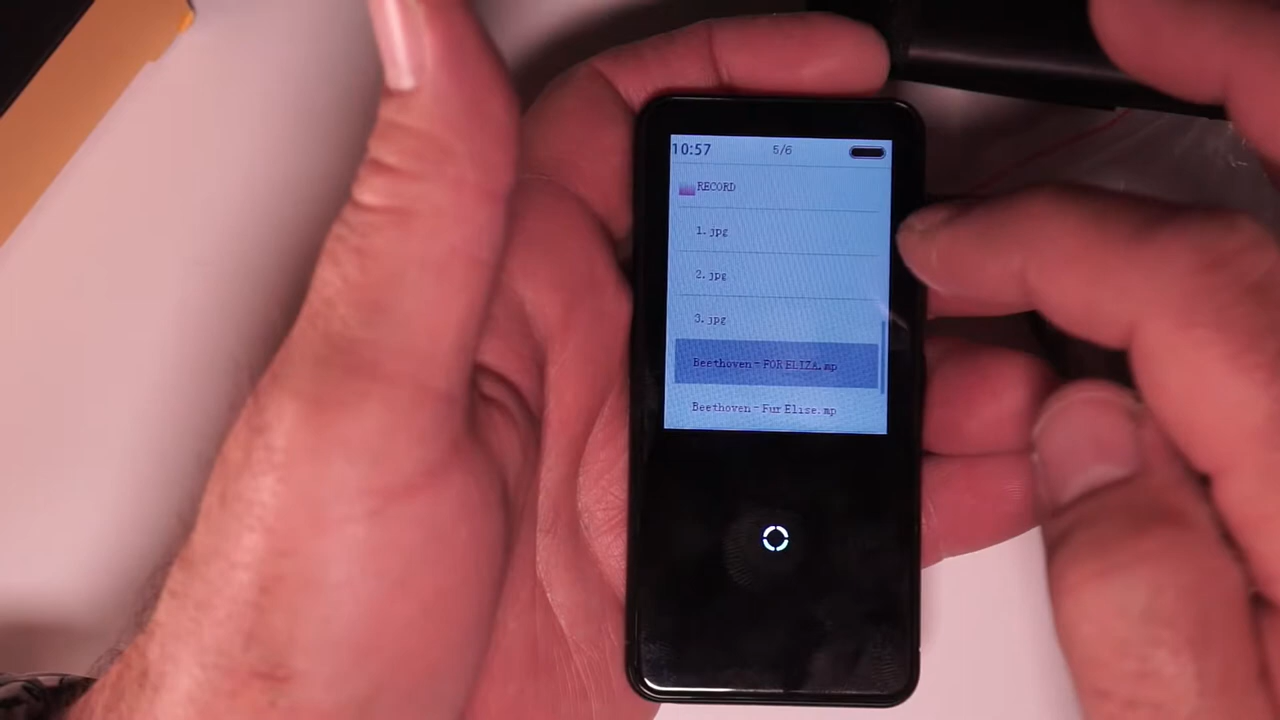 10:57 5/6
RECORD
1.jpg
2.jpg
3.jpg
Beethoven-FOR ELIZA.mp
Beethoven-Fur Elise.mp